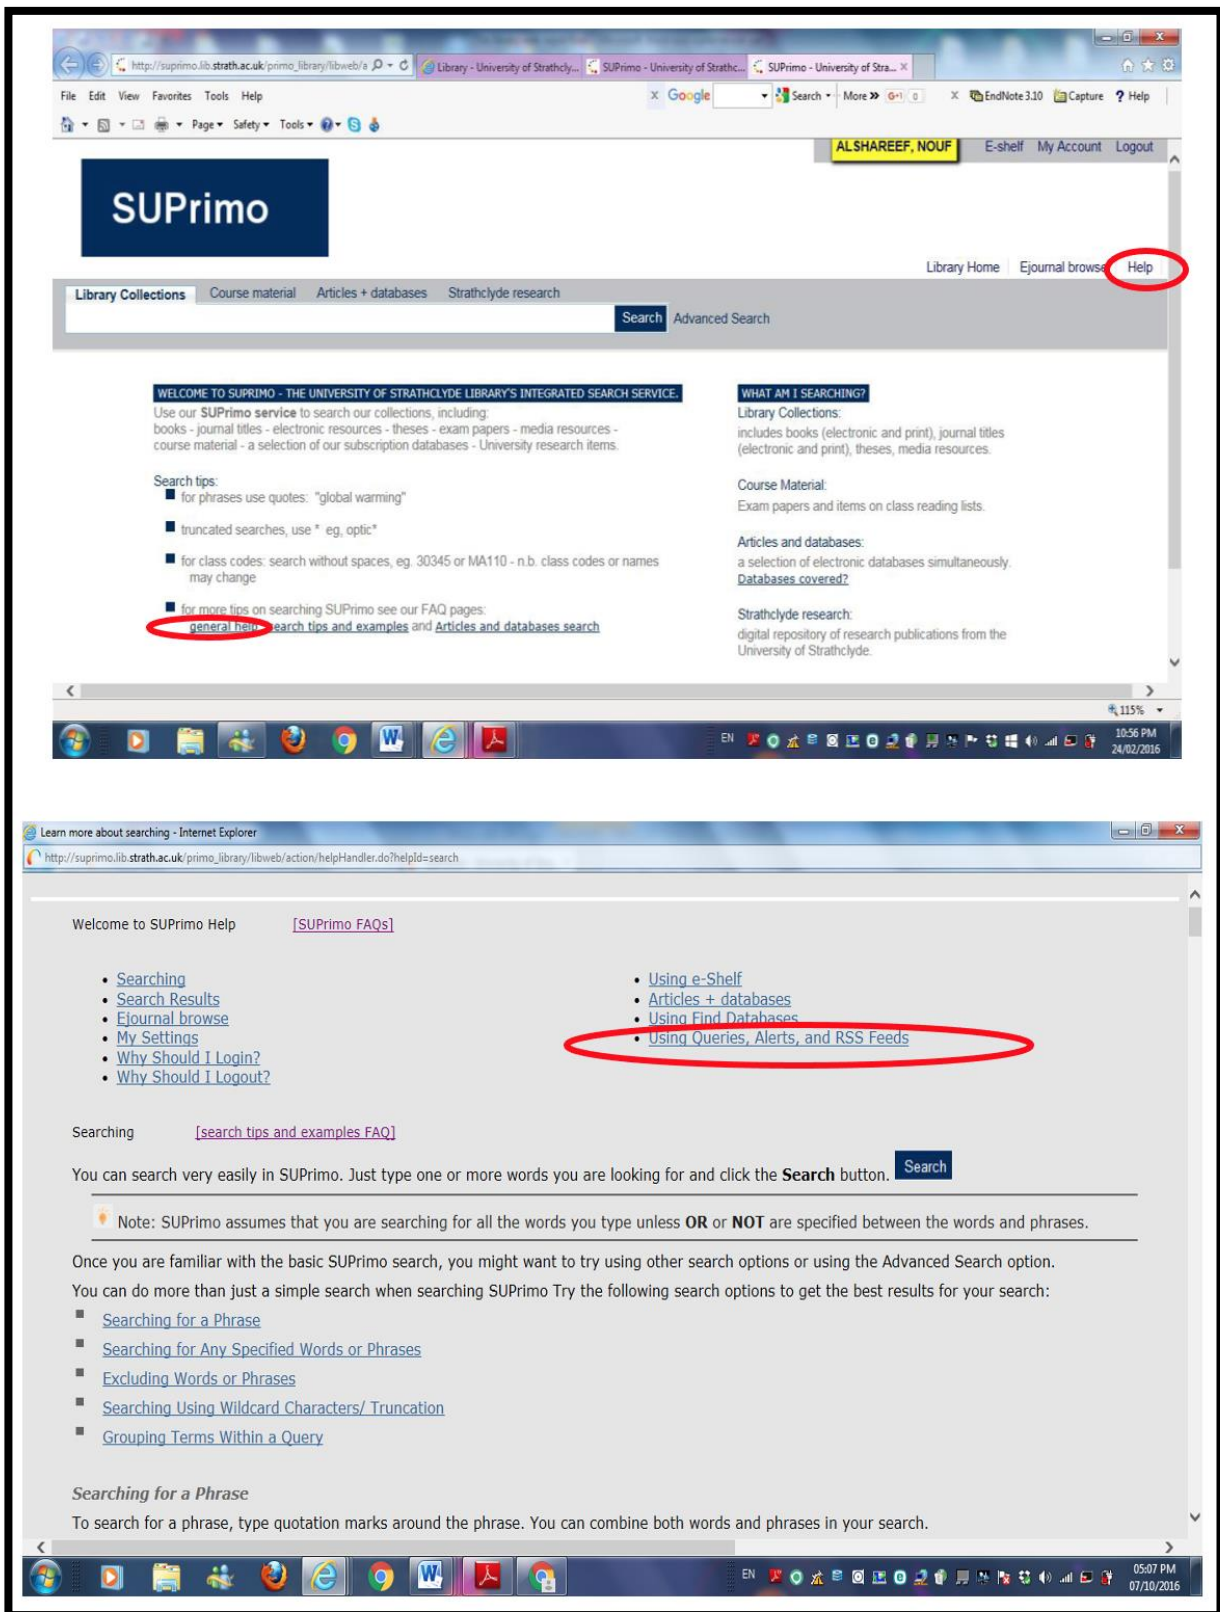 http://suprimo.lib.strath.ac.uk/primo_library/libweb/a
Library - University of Strathcly...
SUPrimo - University of Strathc...
SUPrimo - University of Stra...
File Edit View Favorites Tools Help
x Google Search More » G+1 0 x EndNote 3.10 Capture ? Help
Page Safety Tools
ALSHAREEF, NOUF E-shelf My Account Logout
SUPrimo
Library Home Ejournal browse Help
Library Collections Course material Articles + databases Strathclyde research
Search Advanced Search
WELCOME TO SUPRIMO - THE UNIVERSITY OF STRATHCLYDE LIBRARY'S INTEGRATED SEARCH SERVICE.
Use our SUPrimo service to search our collections, including:
books - journal titles - electronic resources - theses - exam papers - media resources -
course material - a selection of our subscription databases - University research items.
Search tips:
for phrases use quotes: "global warming"
truncated searches, use * eg, optic*
for class codes: search without spaces, eg. 30345 or MA110 - n.b. class codes or names
may change
for more tips on searching SUPrimo see our FAQ pages:
general help search tips and examples and Articles and databases search
WHAT AM I SEARCHING?
Library Collections:
includes books (electronic and print), journal titles
(electronic and print), theses, media resources.
Course Material:
Exam papers and items on class reading lists.
Articles and databases:
a selection of electronic databases simultaneously.
Databases covered?
Strathclyde research:
digital repository of research publications from the
University of Strathclyde.
115%
EN
10:56 PM
24/02/2016
Learn more about searching - Internet Explorer
http://suprimo.lib.strath.ac.uk/primo_library/libweb/action/helpHandler.do?helpId=search
Welcome to SUPrimo Help [SUPrimo FAQs]
• Searching
• Search Results
• Ejournal browse
• My Settings
• Why Should I Login?
• Why Should I Logout?
• Using e-Shelf
• Articles + databases
• Using Find Databases
• Using Queries, Alerts, and RSS Feeds
Searching [search tips and examples FAQ]
You can search very easily in SUPrimo. Just type one or more words you are looking for and click the Search button. Search
Note: SUPrimo assumes that you are searching for all the words you type unless OR or NOT are specified between the words and phrases.
Once you are familiar with the basic SUPrimo search, you might want to try using other search options or using the Advanced Search option.
You can do more than just a simple search when searching SUPrimo Try the following search options to get the best results for your search:
Searching for a Phrase
Searching for Any Specified Words or Phrases
Excluding Words or Phrases
Searching Using Wildcard Characters/ Truncation
Grouping Terms Within a Query
Searching for a Phrase
To search for a phrase, type quotation marks around the phrase. You can combine both words and phrases in your search.
EN
05:07 PM
07/10/2016